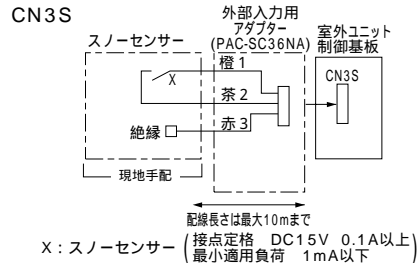 CN3S
スノーセンサー
外部入力用
アダプター
(PAC-SC36NA)
室外ユニット
制御基板
X
橙 1
茶 2
赤 3
絶縁
CN3S
現地手配
配線長さは最大10mまで
X:スノーセンサー(接点定格 DC15V 0.1A以上
最小適用負荷 1mA以下)